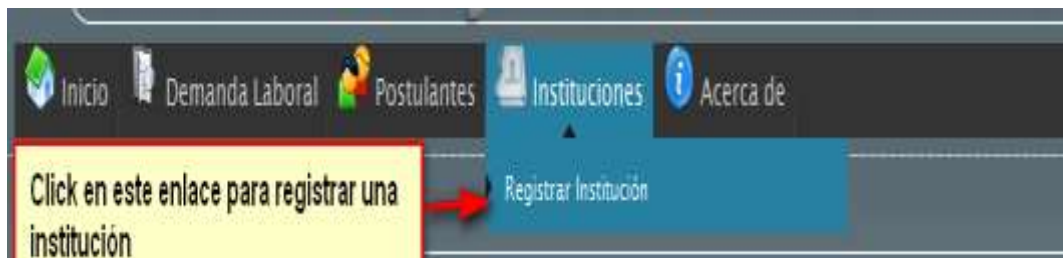 Inicio Demanda Laboral Postulantes Instituciones Acerca de
Click en este enlace para registrar una
institución
Registrar Institución